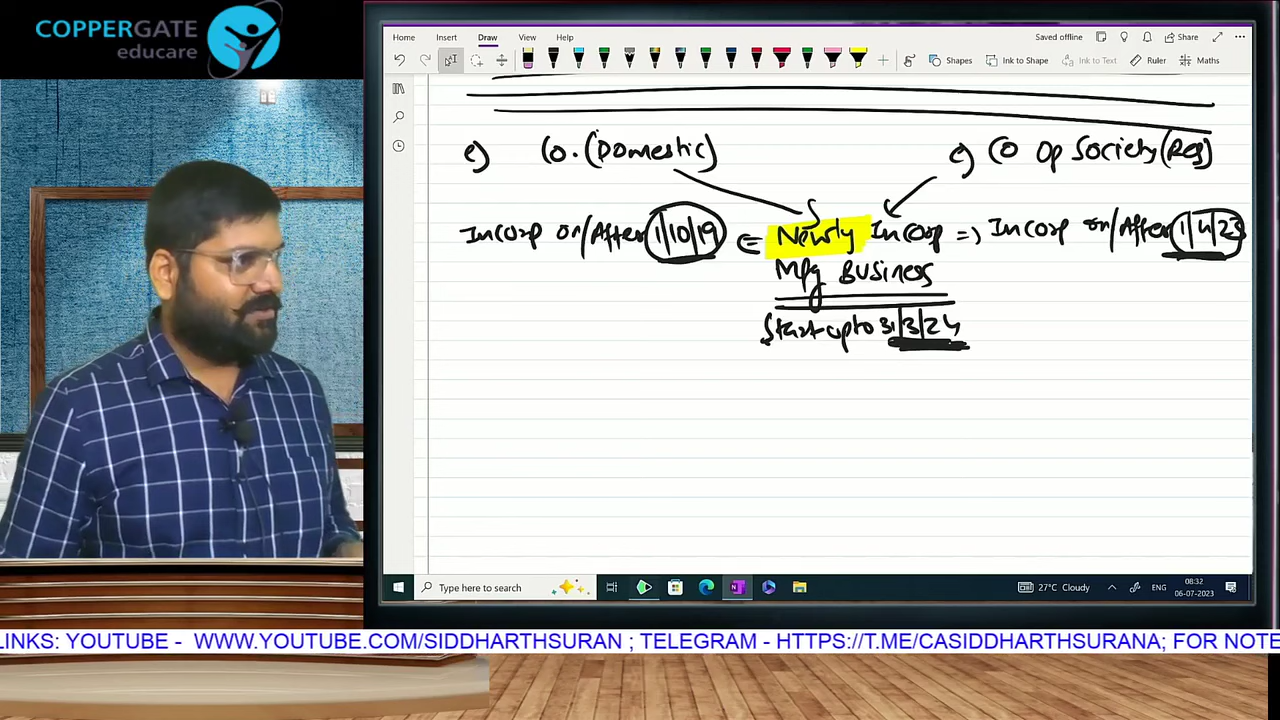 COPPERGATE
educare
Home Insert Draw View Help
Saved offline
Share
Shapes Ink to Shape Ink to Text Ruler Maths
c) Co. (Domestic)
c) Co Op Society (Res)
Incorp on/After 1/10/19 <= Newly Incorp => Incorp on/After 1/4/23
Mfg Business
Start upto 31/3/24
Type here to search
27°C Cloudy
ENG
08:32
06-07-2023
LINKS: YOUTUBE - WWW.YOUTUBE.COM/SIDDHARTHSURAN ; TELEGRAM - HTTPS://T.ME/CASIDDHARTHSURANA; FOR NOTE